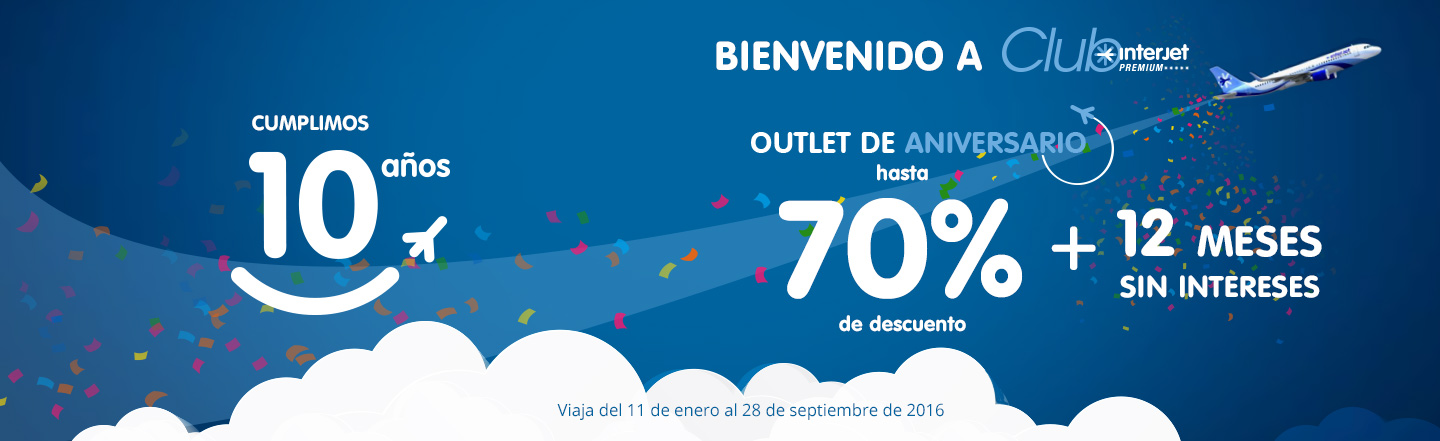 BIENVENIDO A Club interjet
PREMIUM
CUMPLIMOS
10 años
OUTLET DE ANIVERSARIO
hasta
70%
+ 12 MESES
SIN INTERESES
de descuento
Viaja del 11 de enero al 28 de septiembre de 2016
interjet